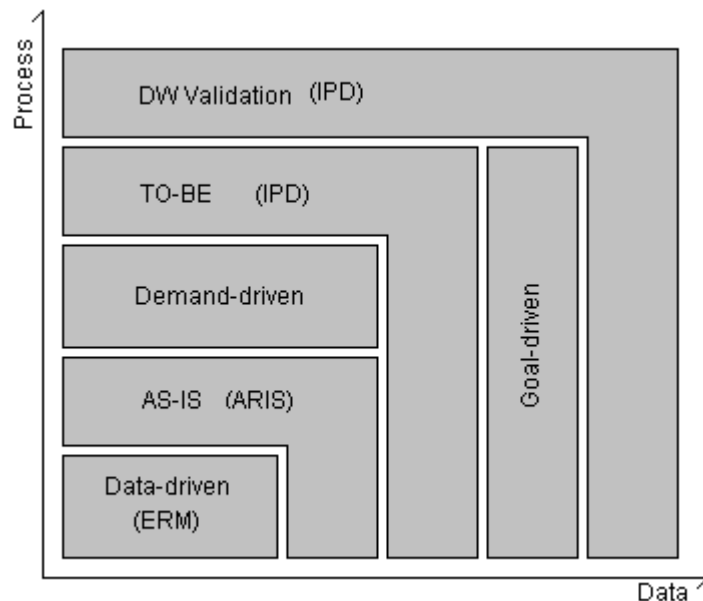 Process
DW Validation (IPD)
TO-BE (IPD)
Demand-driven
Goal-driven
AS-IS (ARIS)
Data-driven
(ERM)
Data